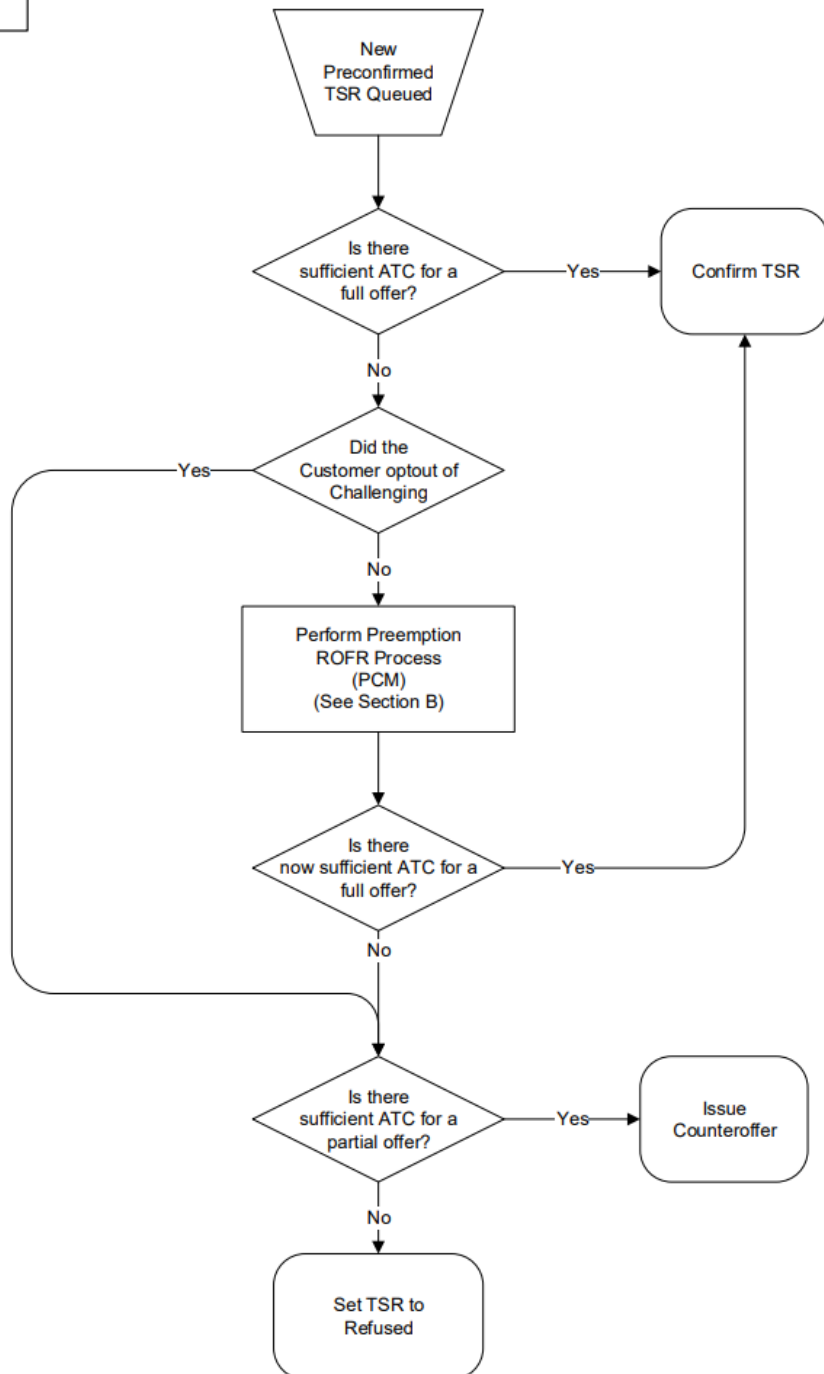 New
Preconfirmed
TSR Queued
Is there
sufficient ATC for a
full offer?
Yes
Confirm TSR
No
Did the
Customer optout of
Challenging
Yes
No
Perform Preemption
ROFR Process
(PCM)
(See Section B)
Is there
now sufficient ATC for a
full offer?
Yes
No
Is there
sufficient ATC for a
partial offer?
Yes
Issue
Counteroffer
No
Set TSR to
Refused